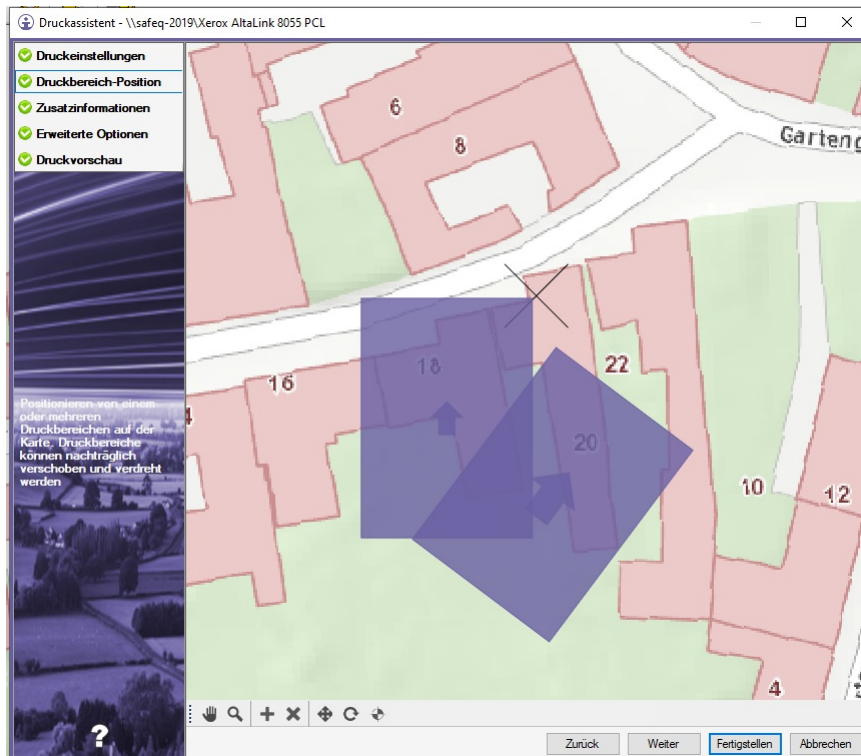 Druckassistent - \\safeq-2019\Xerox AltaLink 8055 PCL
Druckeinstellungen
Druckbereich-Position
Zusatzinformationen
Erweiterte Optionen
Druckvorschau
Positionieren von einem
oder mehreren
Druckbereichen auf der
Karte. Druckbereiche
können nachträglich
verschoben und verdreht
werden
?
6
8
Garteng
18
16
22
4
20
10
12
4
Zurück
Weiter
Fertigstellen
Abbrechen